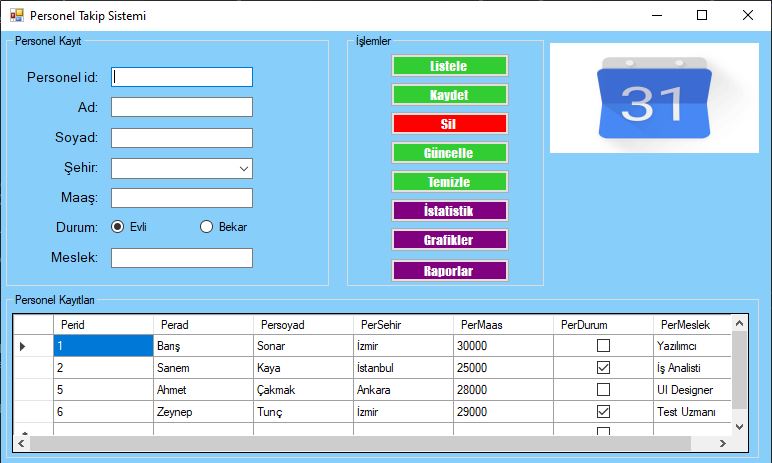 Personel Takip Sistemi
Personel Kayıt
Personel id:
Ad:
Soyad:
Şehir:
Maaş:
Durum: Evli Bekar
Meslek:
İşlemler
Listele
Kaydet
Sil
Güncelle
Temizle
İstatistik
Grafikler
Raporlar
31
Personel Kayıtları
Perid Perad Persoyad PerSehir PerMaas PerDurum PerMeslek
1 Barış Sonar İzmir 30000 Yazılımcı
2 Sanem Kaya İstanbul 25000 İş Analisti
5 Ahmet Çakmak Ankara 28000 UI Designer
6 Zeynep Tunç İzmir 29000 Test Uzmanı